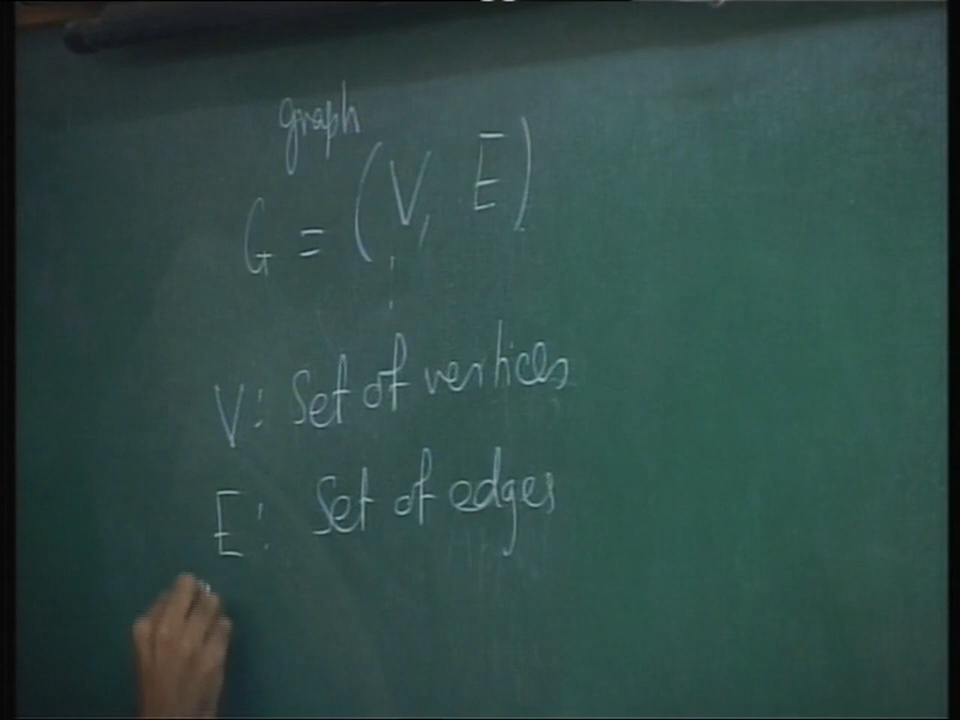 graph
G = (V, E)
V: Set of vertices
E: Set of edges